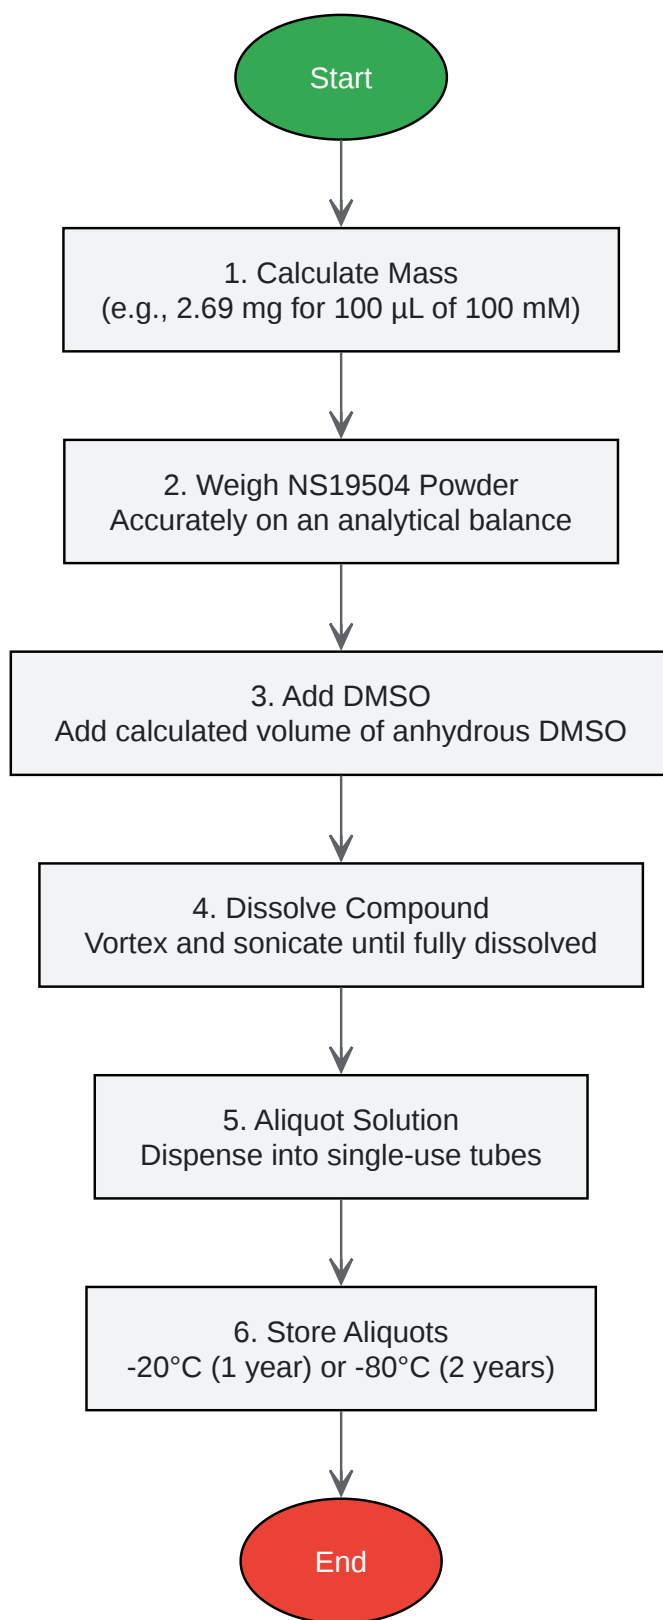 Start
1. Calculate Mass
(e.g., 2.69 mg for 100 µL of 100 mM)
2. Weigh NS19504 Powder
Accurately on an analytical balance
3. Add DMSO
Add calculated volume of anhydrous DMSO
4. Dissolve Compound
Vortex and sonicate until fully dissolved
5. Aliquot Solution
Dispense into single-use tubes
6. Store Aliquots
-20°C (1 year) or -80°C (2 years)
End